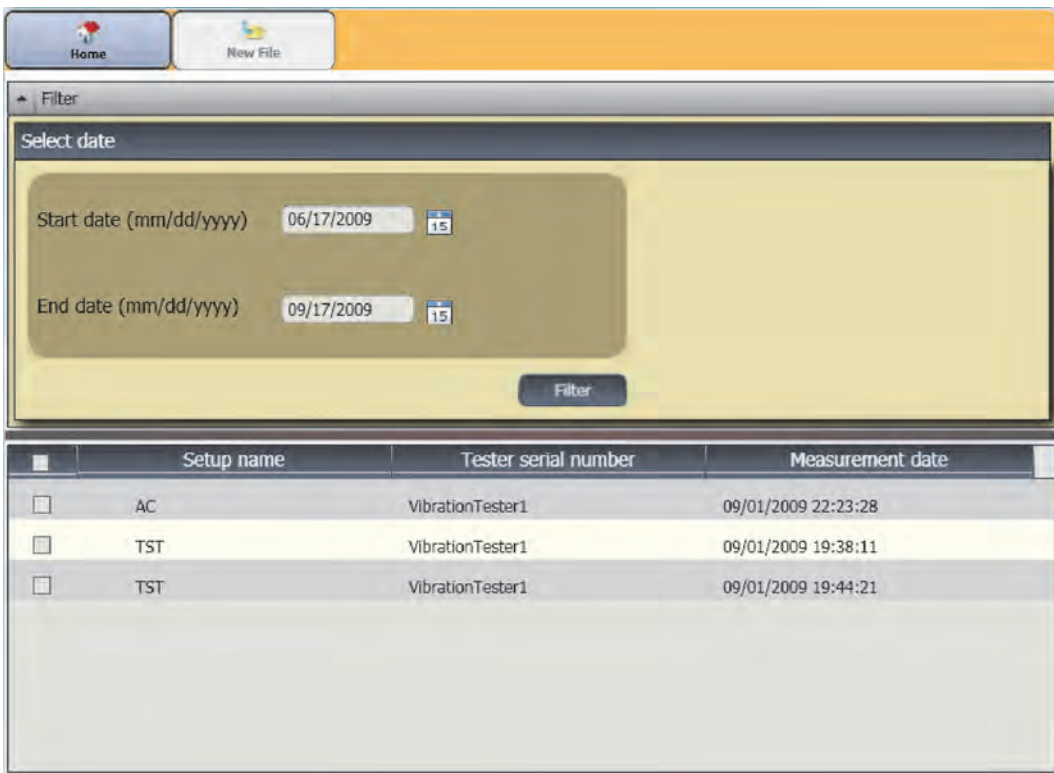 Home New File
Filter
Select date
Start date (mm/dd/yyyy) 06/17/2009 15
End date (mm/dd/yyyy) 09/17/2009 15
Filter
Setup name Tester serial number Measurement date
AC VibrationTester1 09/01/2009 22:23:28
TST VibrationTester1 09/01/2009 19:38:11
TST VibrationTester1 09/01/2009 19:44:21